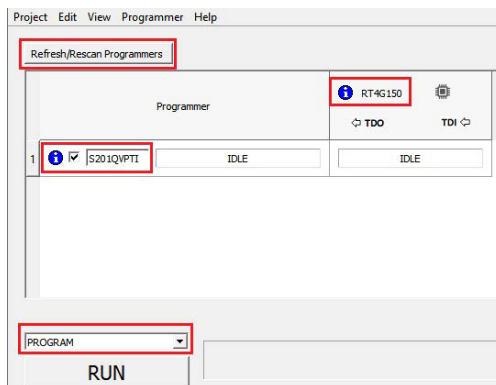 Project Edit View Programmer Help
Refresh/Rescan Programmers
Programmer
RT4G150
TDO TDI
1 S201QVPTI IDLE IDLE
PROGRAM
RUN